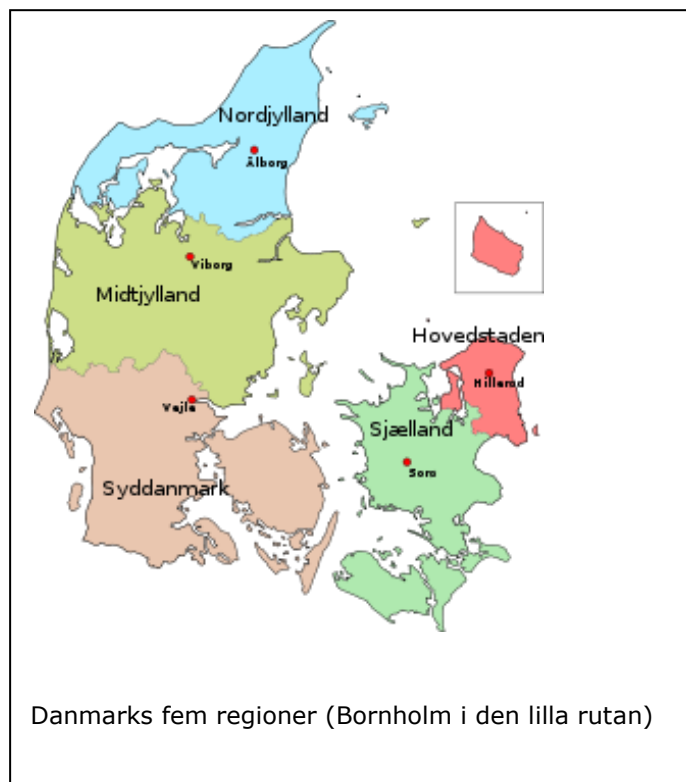 Nordjylland
Ålborg
Viborg
Midtjylland
Hovedstaden
Hillerød
Vejle
Sjælland
Sorø
Syddanmark
Danmarks fem regioner (Bornholm i den lilla rutan)